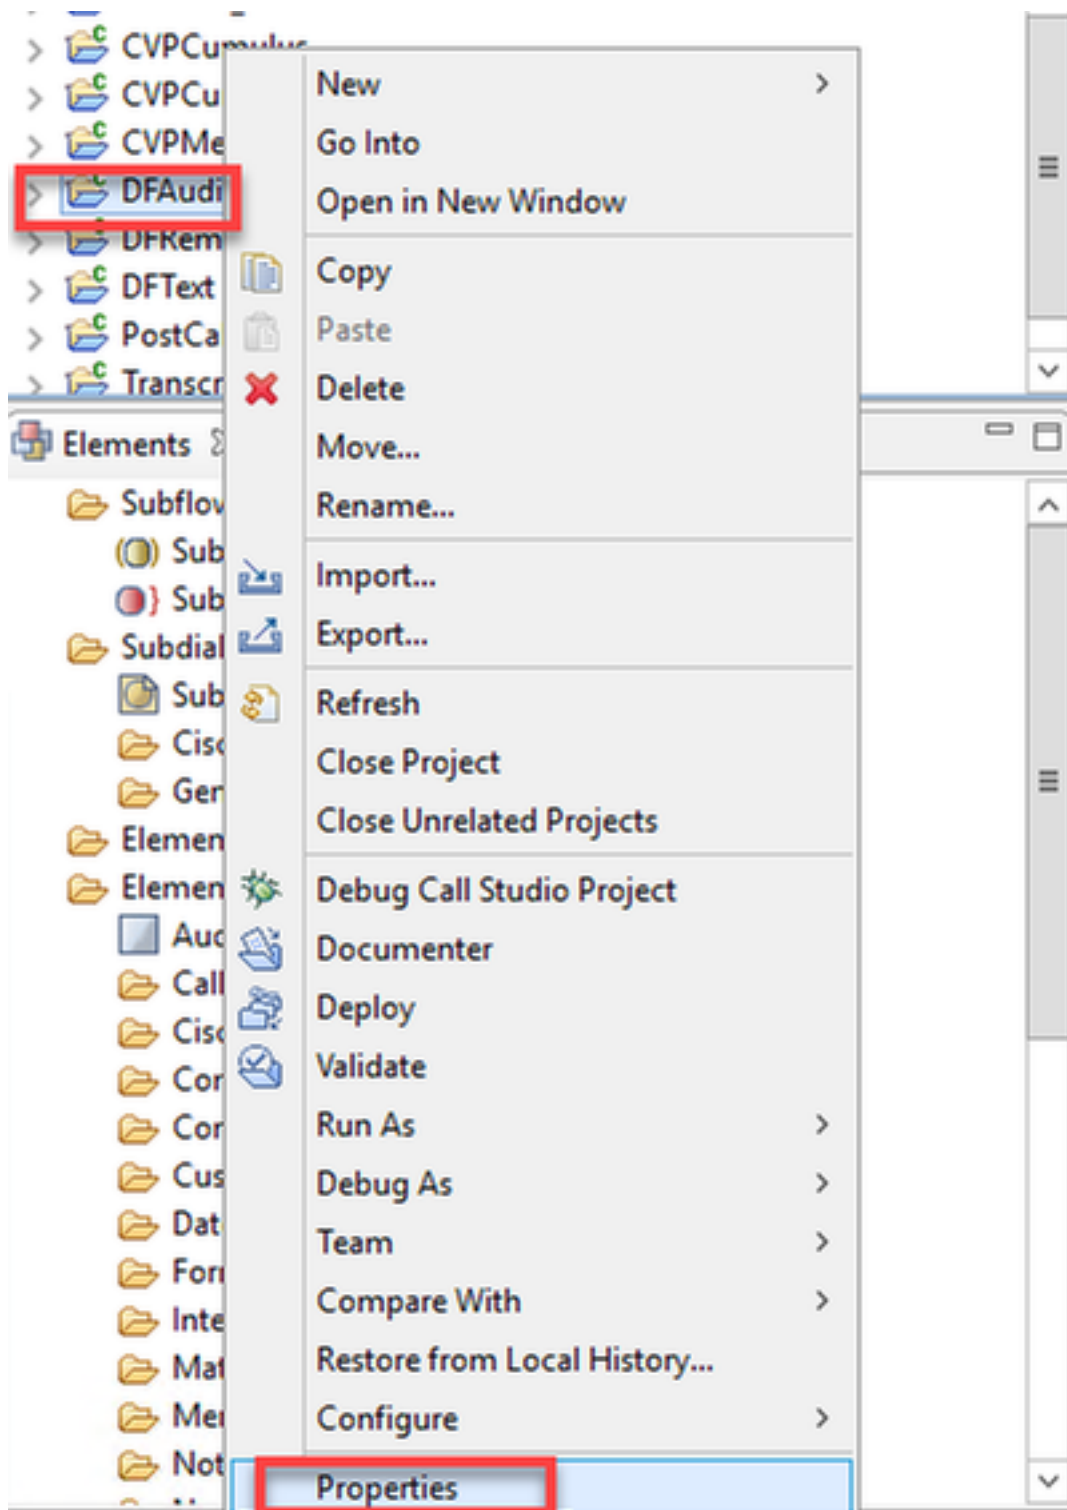 CVPCumulus
CVPCu
CVPMe
DFAudi
DFRem
DFText
PostCa
Transcr
New
Go Into
Open in New Window
Copy
Paste
Delete
Move...
Rename...
Import...
Export...
Refresh
Close Project
Close Unrelated Projects
Debug Call Studio Project
Documenter
Deploy
Validate
Run As
Debug As
Team
Compare With
Restore from Local History...
Configure
Properties
Elements
Subflov
Sub
Sub
Subdial
Sub
Cisc
Ger
Elemen
Elemen
Aud
Call
Cisc
Cor
Cor
Cus
Dat
For
Inte
Mat
Mer
Not